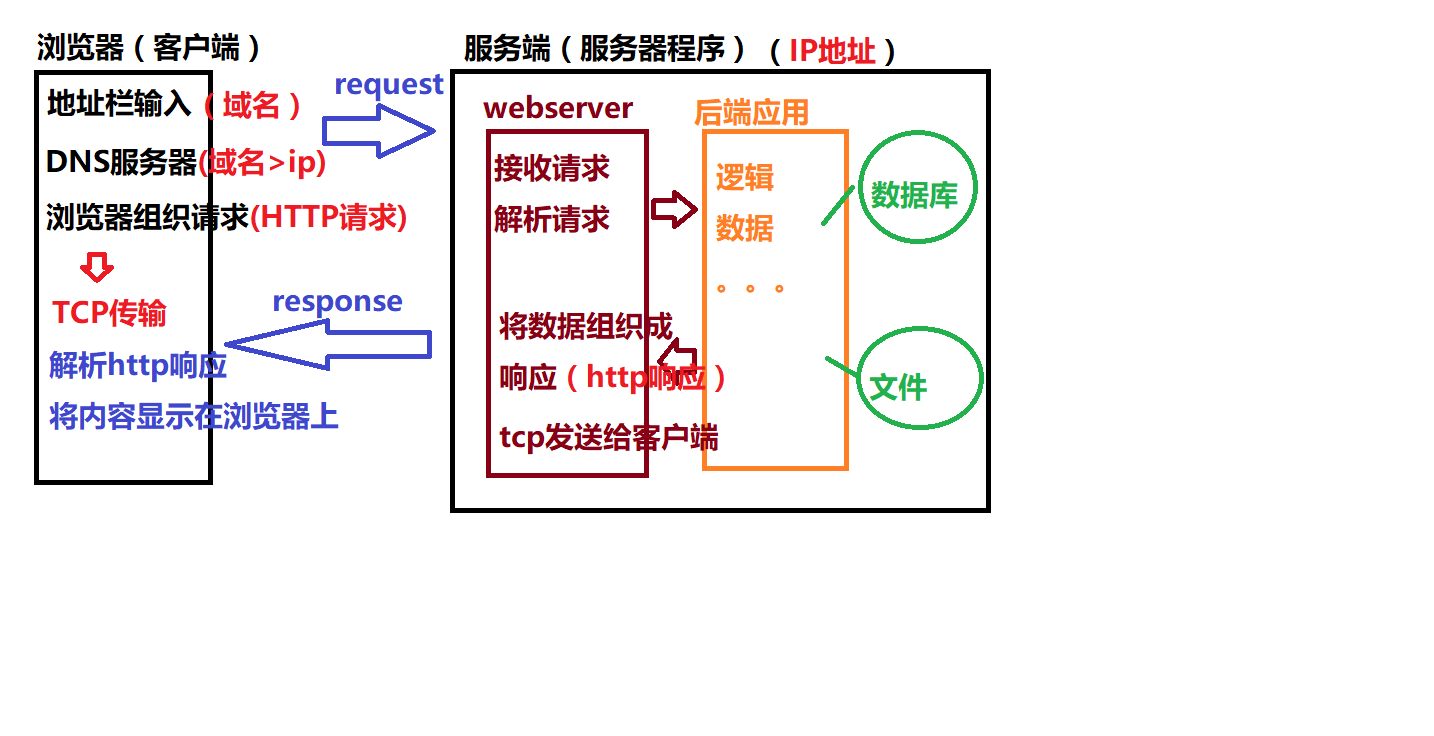 浏览器（客户端）
地址栏输入（域名）
DNS服务器(域名>ip)
浏览器组织请求(HTTP请求)
TCP传输
解析http响应
将内容显示在浏览器上
request
response
服务端（服务器程序）（IP地址）
webserver
接收请求
解析请求
将数据组织成
响应（http响应）
tcp发送给客户端
后端应用
逻辑
数据
。。。
数据库
文件